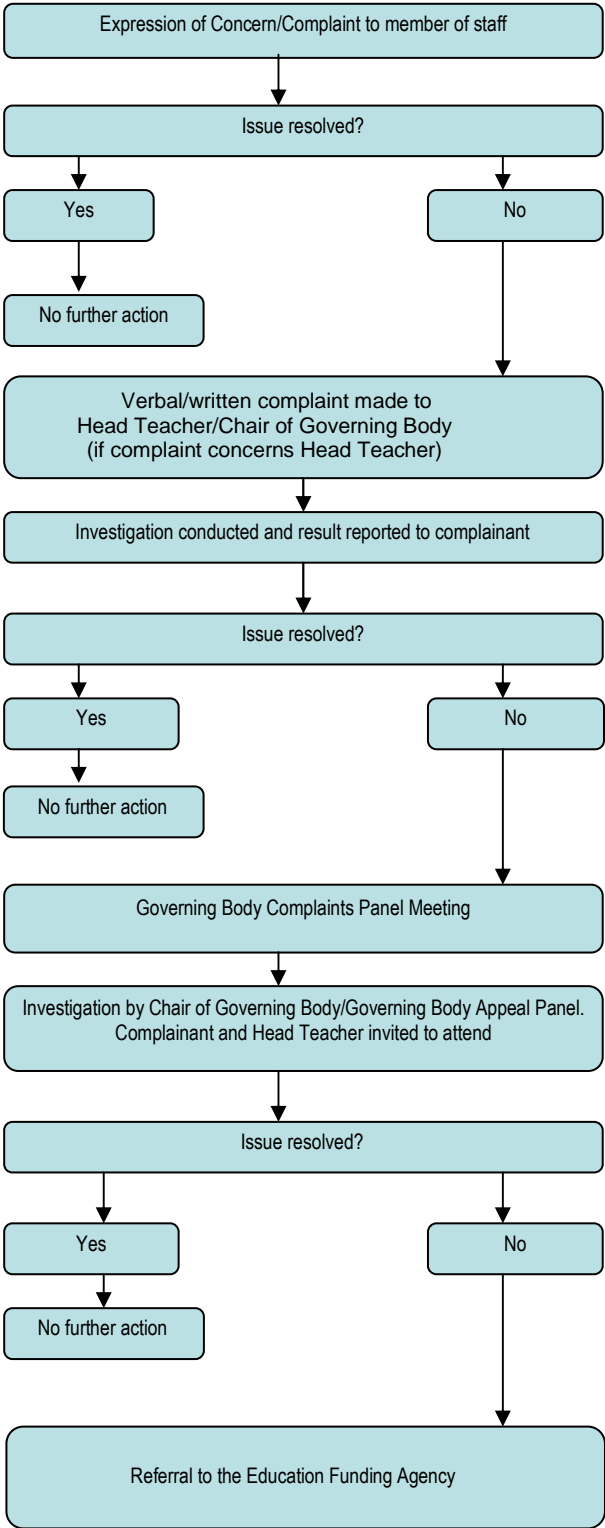 Expression of Concern/Complaint to member of staff
Issue resolved?
Yes
No
No further action
Verbal/written complaint made to
Head Teacher/Chair of Governing Body
(if complaint concerns Head Teacher)
Investigation conducted and result reported to complainant
Issue resolved?
Yes
No
No further action
Governing Body Complaints Panel Meeting
Investigation by Chair of Governing Body/Governing Body Appeal Panel.
Complainant and Head Teacher invited to attend
Issue resolved?
Yes
No
No further action
Referral to the Education Funding Agency